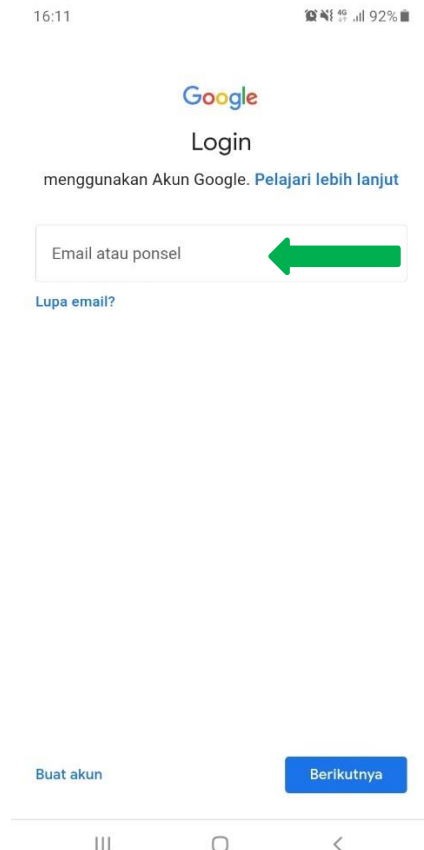 16:11
4G 92%
Google
Login
menggunakan Akun Google. Pelajari lebih lanjut
Email atau ponsel
Lupa email?
Buat akun
Berikutnya